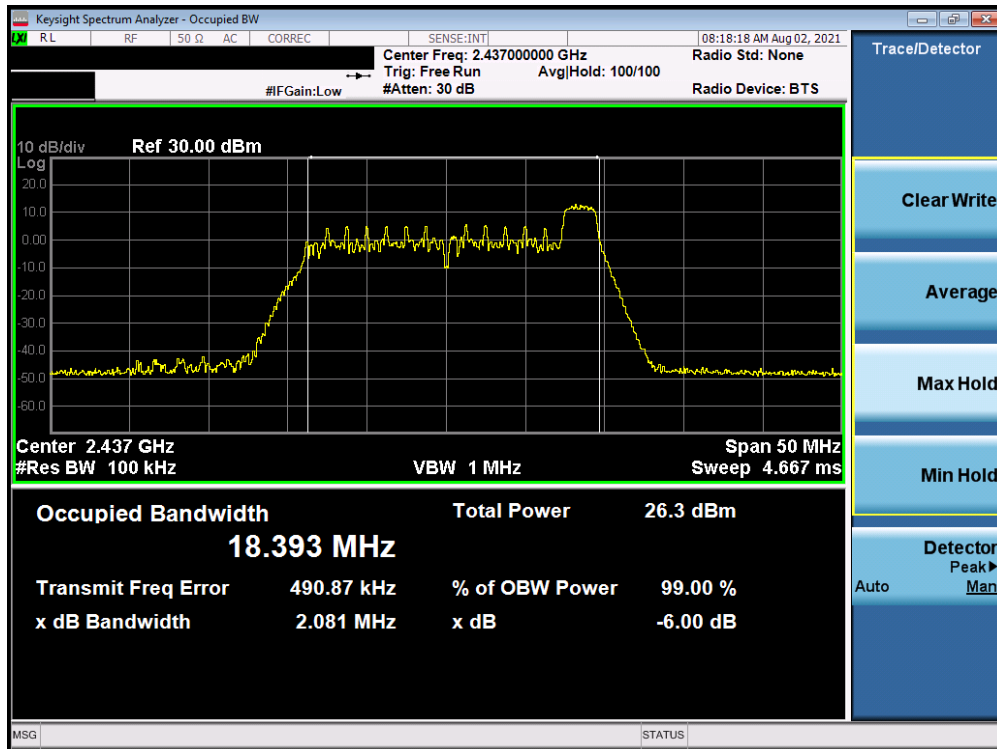 Keysight Spectrum Analyzer - Occupied BW
LXI RL RF 50 Ω AC CORREC SENSE:INT 08:18:18 AM Aug 02, 2021
Center Freq: 2.437000000 GHz Radio Std: None
Trig: Free Run Avg|Hold: 100/100
#IFGain:Low #Atten: 30 dB Radio Device: BTS
10 dB/div Ref 30.00 dBm
Log
20.0
10.0
0.00
-10.0
-20.0
-30.0
-40.0
-50.0
-60.0
Center 2.437 GHz Span 50 MHz
#Res BW 100 kHz VBW 1 MHz Sweep 4.667 ms
Occupied Bandwidth Total Power 26.3 dBm
18.393 MHz
Transmit Freq Error 490.87 kHz % of OBW Power 99.00 %
x dB Bandwidth 2.081 MHz x dB -6.00 dB
MSG STATUS
Trace/Detector
Clear Write
Average
Max Hold
Min Hold
Detector
Peak▶
Auto Man